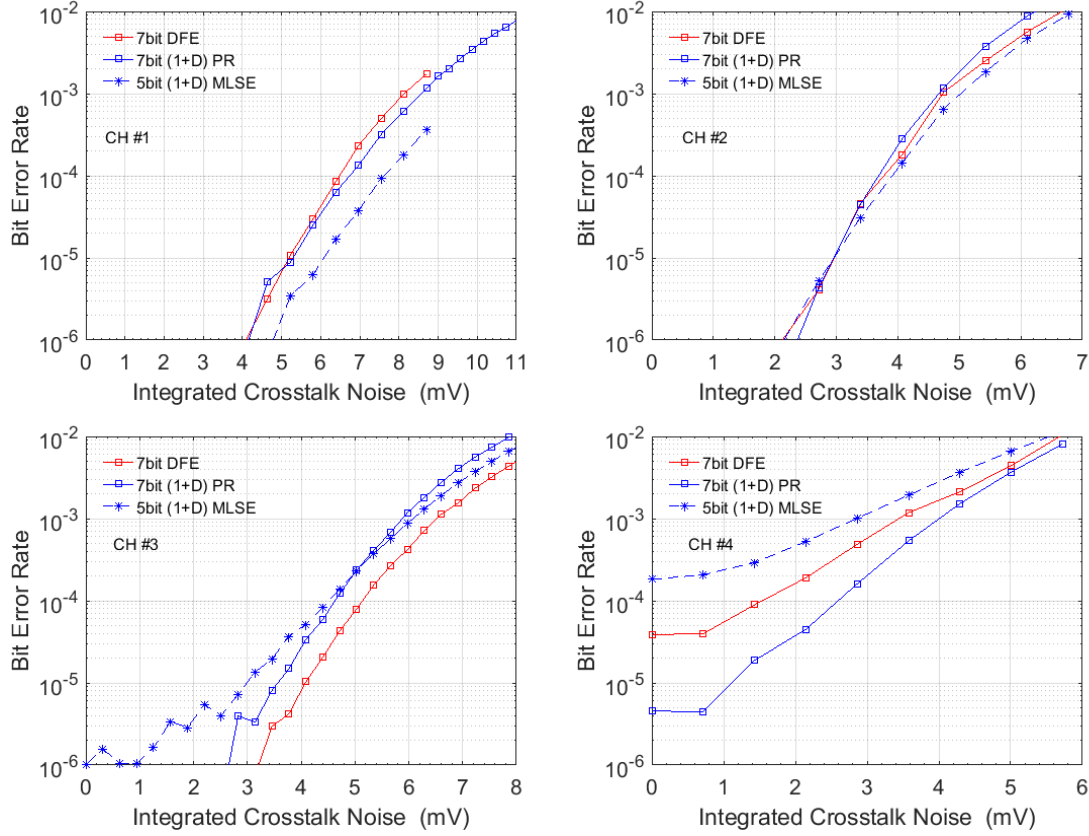 10^-2
10^-3
10^-4
10^-5
10^-6
Bit Error Rate
7bit DFE
7bit (1+D) PR
5bit (1+D) MLSE
CH #1
0 1 2 3 4 5 6 7 8 9 10 11
Integrated Crosstalk Noise (mV)
10^-2
10^-3
10^-4
10^-5
10^-6
Bit Error Rate
7bit DFE
7bit (1+D) PR
5bit (1+D) MLSE
CH #2
0 1 2 3 4 5 6 7
Integrated Crosstalk Noise (mV)
10^-2
10^-3
10^-4
10^-5
10^-6
Bit Error Rate
7bit DFE
7bit (1+D) PR
5bit (1+D) MLSE
CH #3
0 1 2 3 4 5 6 7 8
Integrated Crosstalk Noise (mV)
10^-2
10^-3
10^-4
10^-5
10^-6
Bit Error Rate
7bit DFE
7bit (1+D) PR
5bit (1+D) MLSE
CH #4
0 1 2 3 4 5 6
Integrated Crosstalk Noise (mV)